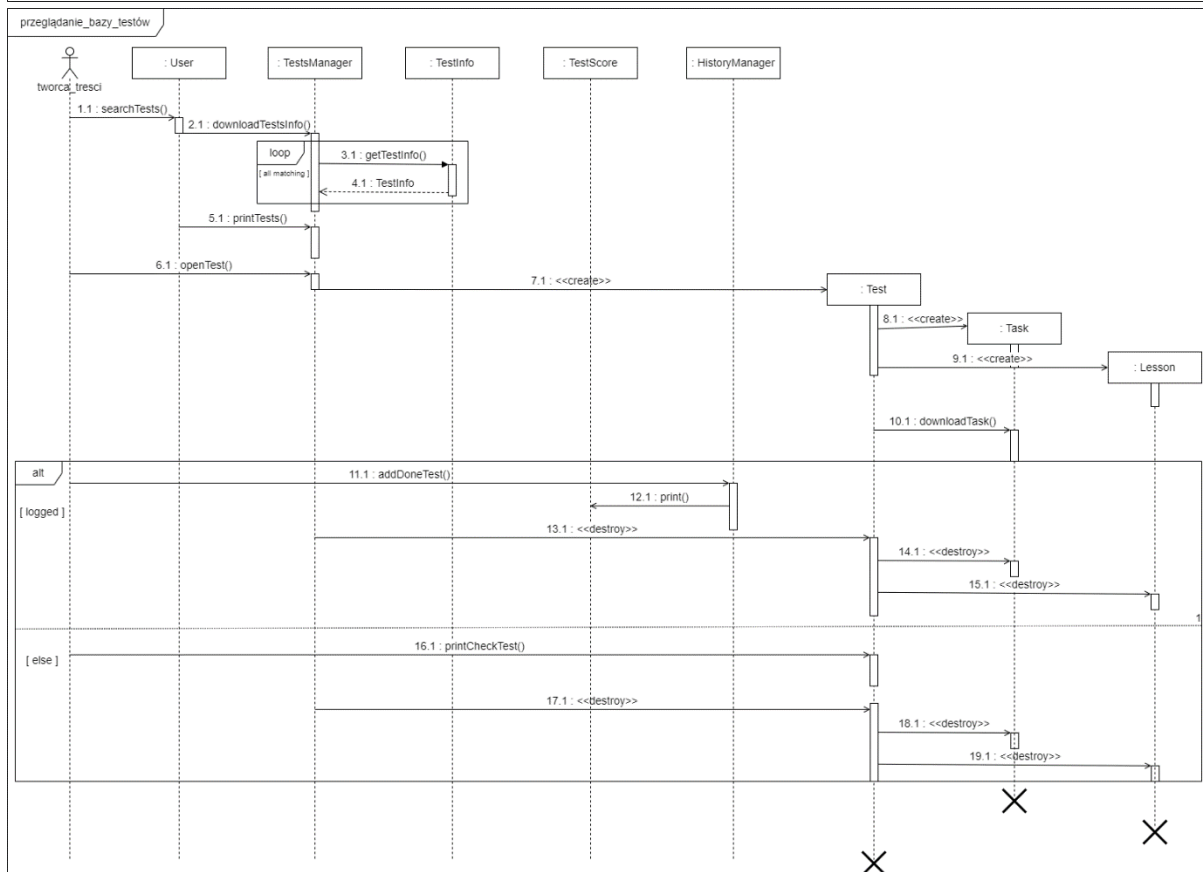 przeglądanie_bazy_testów
: User
: TestsManager
: TestInfo
: TestScore
: HistoryManager
tworca_tresci
1.1 : searchTests()
2.1 : downloadTestsInfo()
loop
3.1 : getTestInfo()
[ all matching ]
4.1 : TestInfo
5.1 : printTests()
6.1 : openTest()
7.1 : <<create>>
: Test
8.1 : <<create>>
: Task
9.1 : <<create>>
: Lesson
10.1 : downloadTask()
alt
11.1 : addDoneTest()
12.1 : print()
[ logged ]
13.1 : <<destroy>>
14.1 : <<destroy>>
15.1 : <<destroy>>
1
16.1 : printCheckTest()
[ else ]
17.1 : <<destroy>>
18.1 : <<destroy>>
19.1 : <<destroy>>